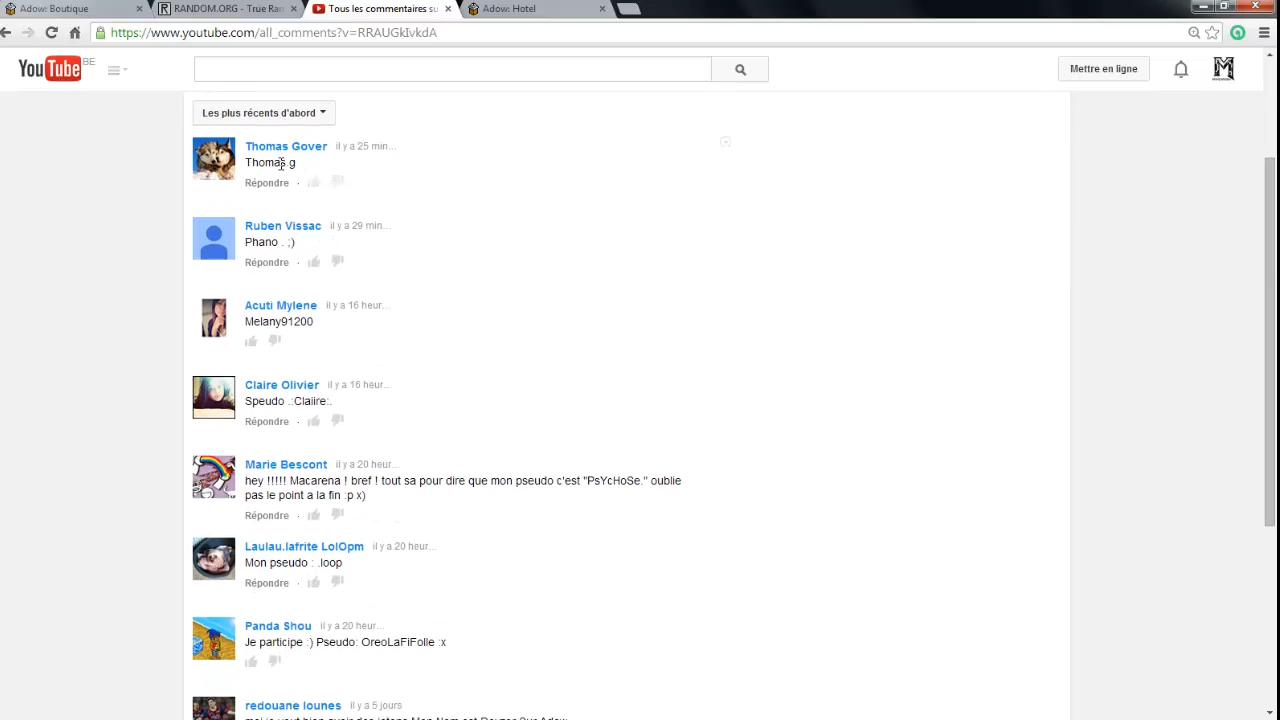 Adow: Boutique
RANDOM.ORG - True Ran
Tous les commentaires su
Adow: Hotel
https://www.youtube.com/all_comments?v=RRAUGkIvkdA
YouTube BE
Mettre en ligne
Les plus récents d'abord
Thomas Gover il y a 25 min...
Thomas.g
Répondre ·
Ruben Vissac il y a 29 min...
Phano . ;)
Répondre ·
Acuti Mylene il y a 16 heur...
Melany91200
Claire Olivier il y a 16 heur...
Speudo .:Claiire:.
Répondre ·
Marie Bescont il y a 20 heur...
hey !!!!! Macarena ! bref ! tout sa pour dire que mon pseudo c'est "PsYcHoSe." oublie
pas le point a la fin :p x)
Répondre ·
Laulau.lafrite LolOpm il y a 20 heur...
Mon pseudo : .loop
Répondre ·
Panda Shou il y a 20 heur...
Je participe :) Pseudo: OreoLaFiFolle :x
redouane lounes il y a 5 jours